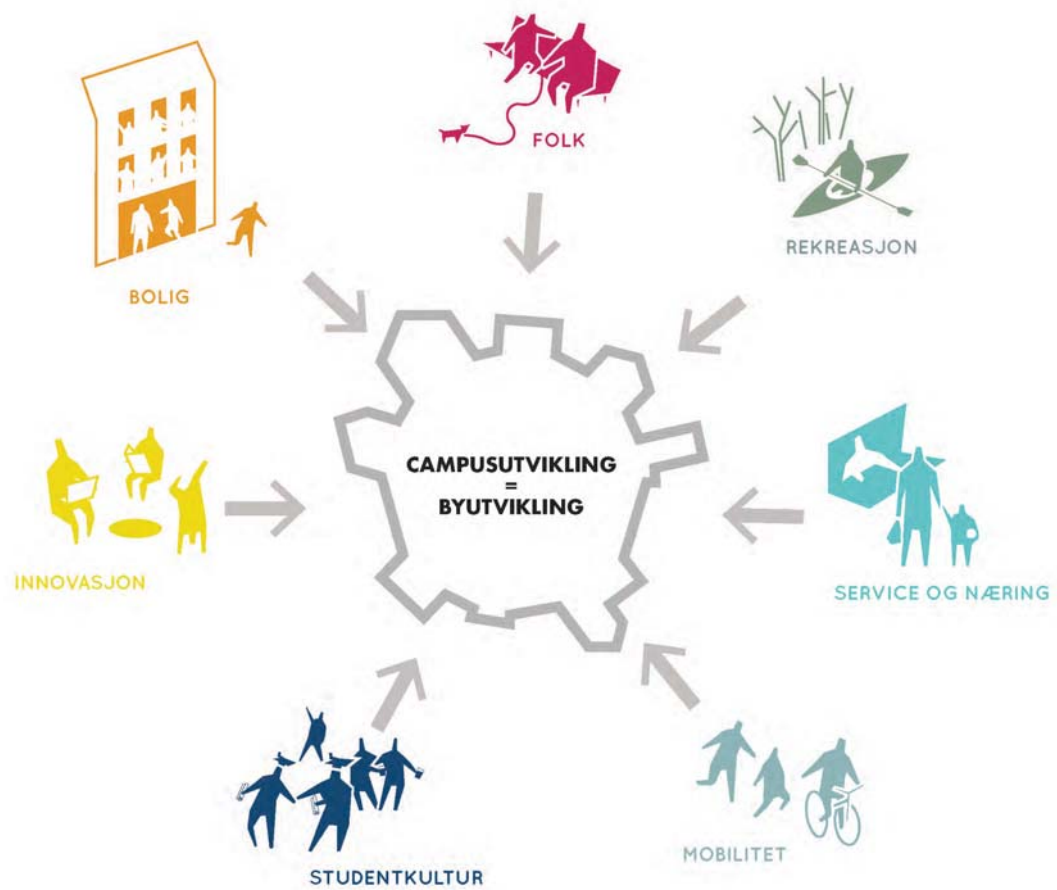 FOLK
REKREASJON
BOLIG
CAMPUSUTVIKLING
=
BYUTVIKLING
INNOVASJON
SERVICE OG NÆRING
MOBILITET
STUDENTKULTUR